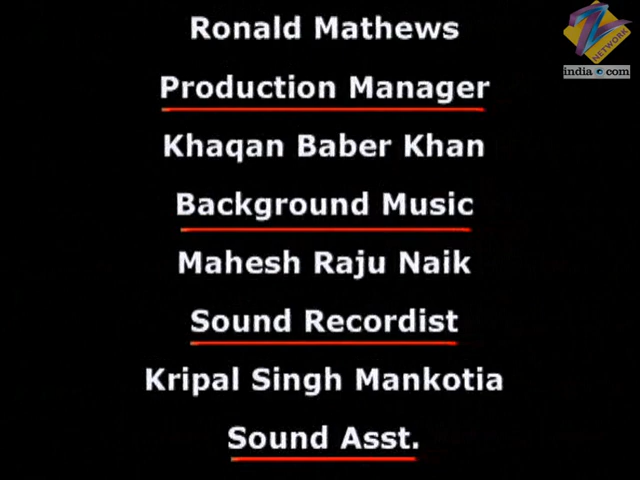 Ronald Mathews
Production Manager
Khaqan Baber Khan
Background Music
Mahesh Raju Naik
Sound Recordist
Kripal Singh Mankotia
Sound Asst.
Z
NETWORK
india.com